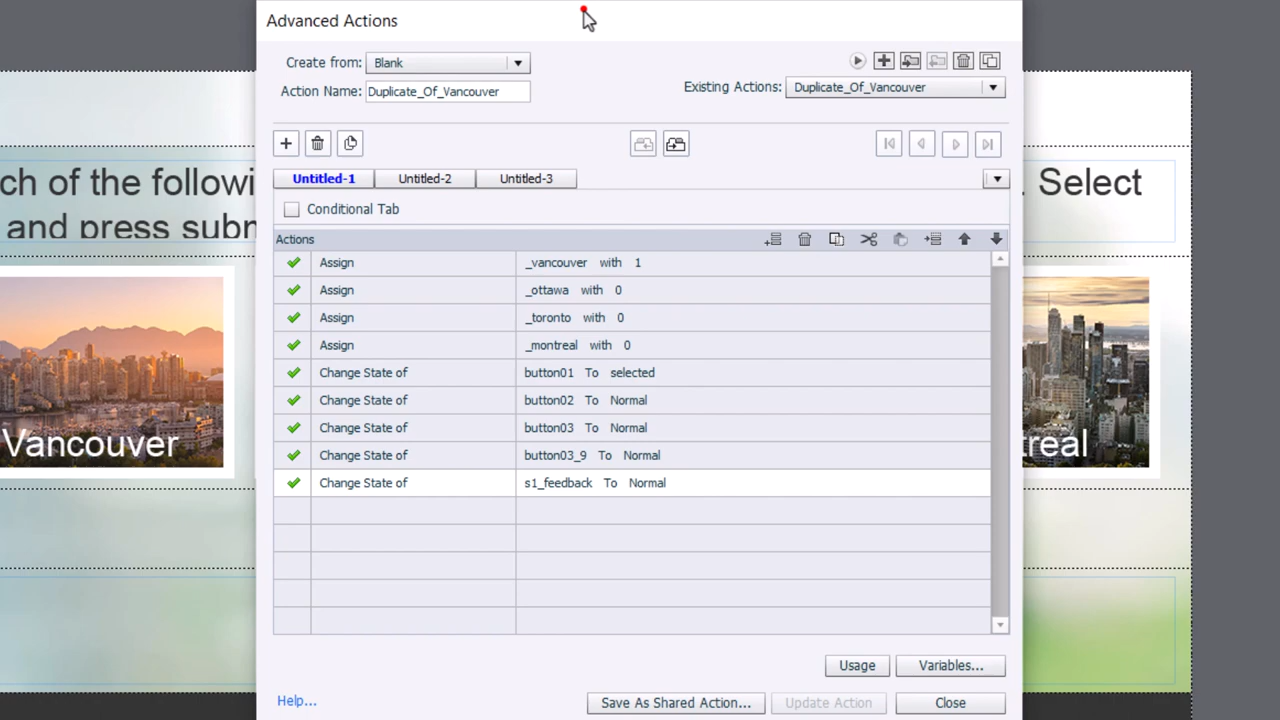 Advanced Actions
Create from: Blank
Action Name: Duplicate_Of_Vancouver
Existing Actions: Duplicate_Of_Vancouver
Untitled-1 Untitled-2 Untitled-3
Conditional Tab
Actions
Assign _vancouver with 1
Assign _ottawa with 0
Assign _toronto with 0
Assign _montreal with 0
Change State of button01 To selected
Change State of button02 To Normal
Change State of button03 To Normal
Change State of button03_9 To Normal
Change State of s1_feedback To Normal
Usage Variables...
Help... Save As Shared Action... Update Action Close
ch of the followi . Select
and press subm
Vancouver
treal